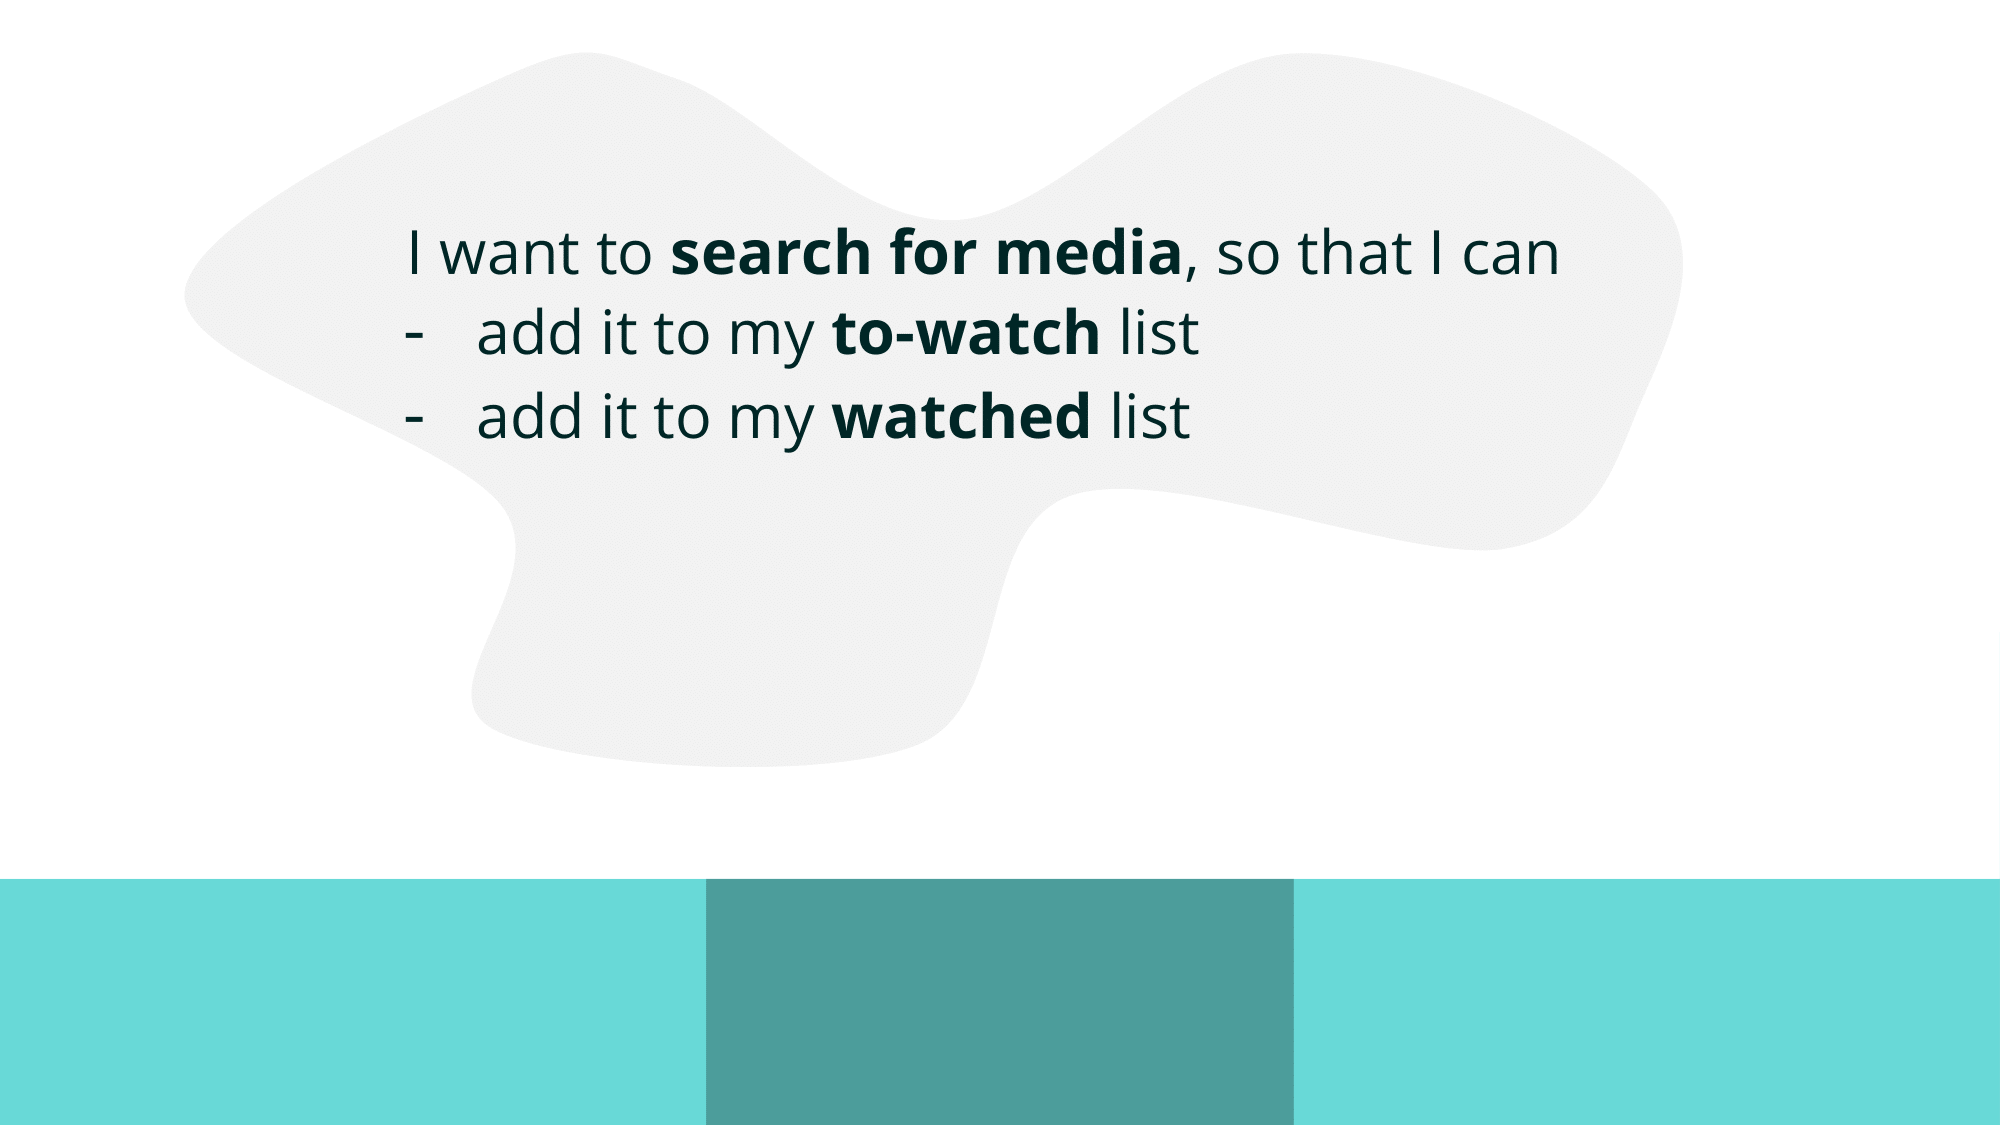 I want to search for media, so that I can
- add it to my to-watch list
- add it to my watched list